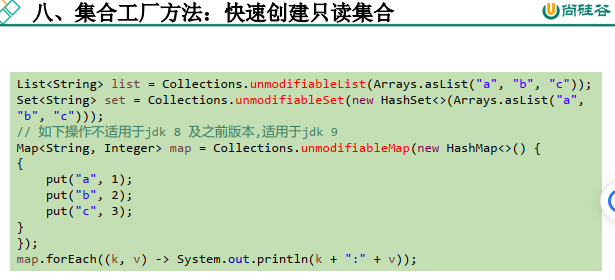 八、集合工厂方法：快速创建只读集合
尚硅谷
List<String> list = Collections.unmodifiableList(Arrays.asList("a", "b", "c"));
Set<String> set = Collections.unmodifiableSet(new HashSet<>(Arrays.asList("a",
"b", "c")));
// 如下操作不适用于jdk 8 及之前版本,适用于jdk 9
Map<String, Integer> map = Collections.unmodifiableMap(new HashMap<>() {
{
put("a", 1);
put("b", 2);
put("c", 3);
}
});
map.forEach((k, v) -> System.out.println(k + ":" + v));